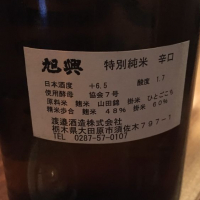 旭興 特別純米 辛口
日本酒度 +6.5 酸度 1.7
使用酵母 協会7号
原料米 麹米 山田錦 掛米 ひとごこち
精米歩合 麹米 48% 掛米 60%
渡邉酒造株式会社
栃木県大田原市須佐木797-1
TEL 0287-57-0107